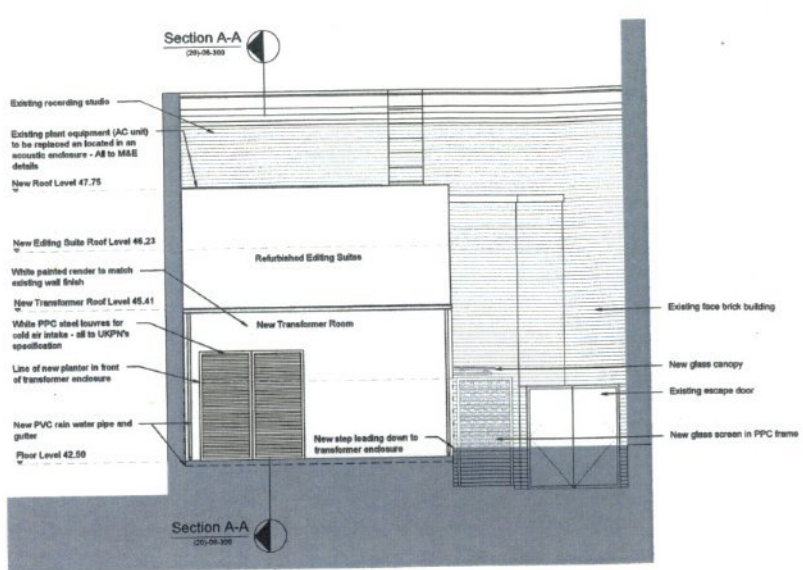 Section A-A
(20)-06-300
Existing recording studio
Existing plant equipment (AC unit)
to be replaced an located in an
acoustic enclosure - All to M&E
details
New Roof Level 47.75
New Editing Suite Roof Level 46.23
Refurbished Editing Suites
White painted render to match
existing wall finish
New Transformer Roof Level 45.41
New Transformer Room
White PPC steel louvres for
cold air intake - all to UKPN's
specification
Line of new planter in front
of transformer enclosure
New PVC rain water pipe and
gutter
Floor Level 42.50
New step leading down to
transformer enclosure
Existing face brick building
New glass canopy
Existing escape door
New glass screen in PPC frame
Section A-A
(20)-06-300